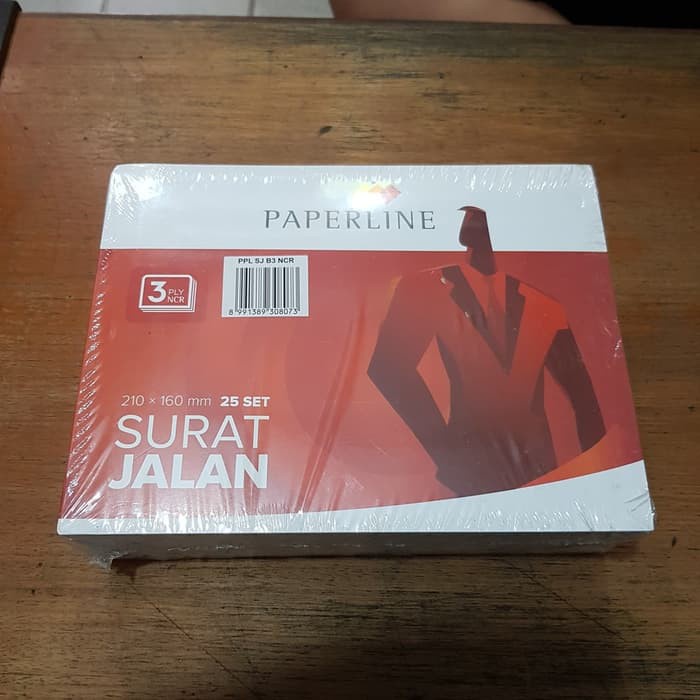 PAPERLINE
3 PLY NCR
PPL SJ B3 NCR
8 991389 308073
210 × 160 mm 25 SET
SURAT
JALAN